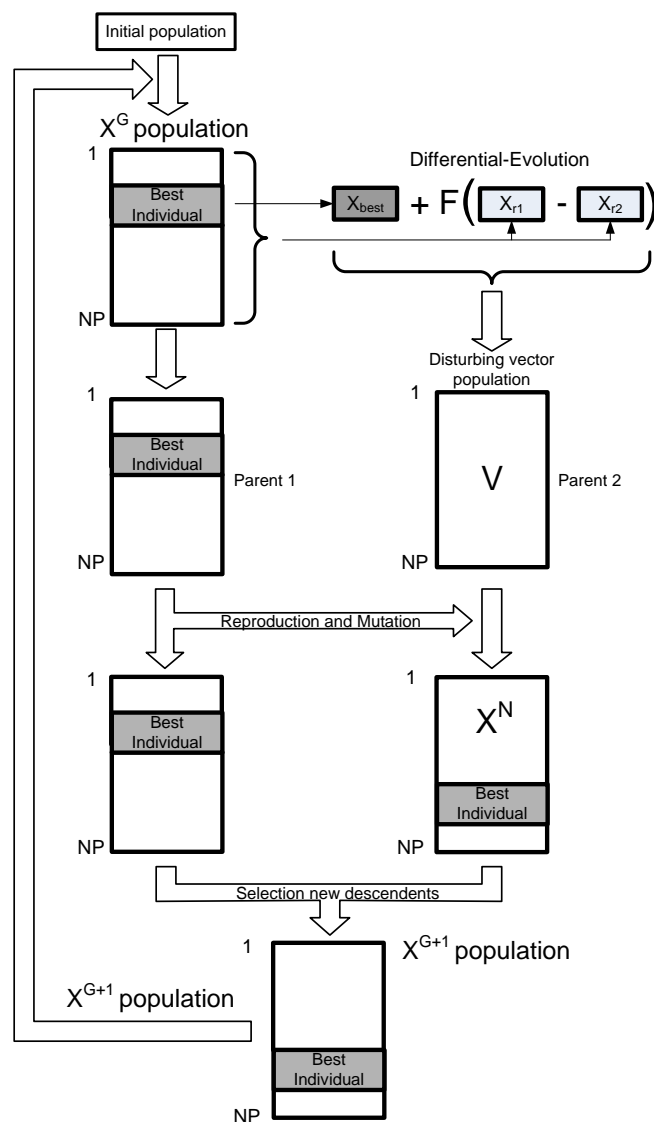 Initial population
X^G population
1
Best
Individual
NP
Differential-Evolution
X_best + F( X_r1 - X_r2 )
Disturbing vector
population
1
Best
Individual
Parent 1
NP
1
V
Parent 2
NP
Reproduction and Mutation
1
Best
Individual
NP
1
X^N
Best
Individual
NP
Selection new descendents
1
X^G+1 population
X^G+1 population
Best
Individual
NP